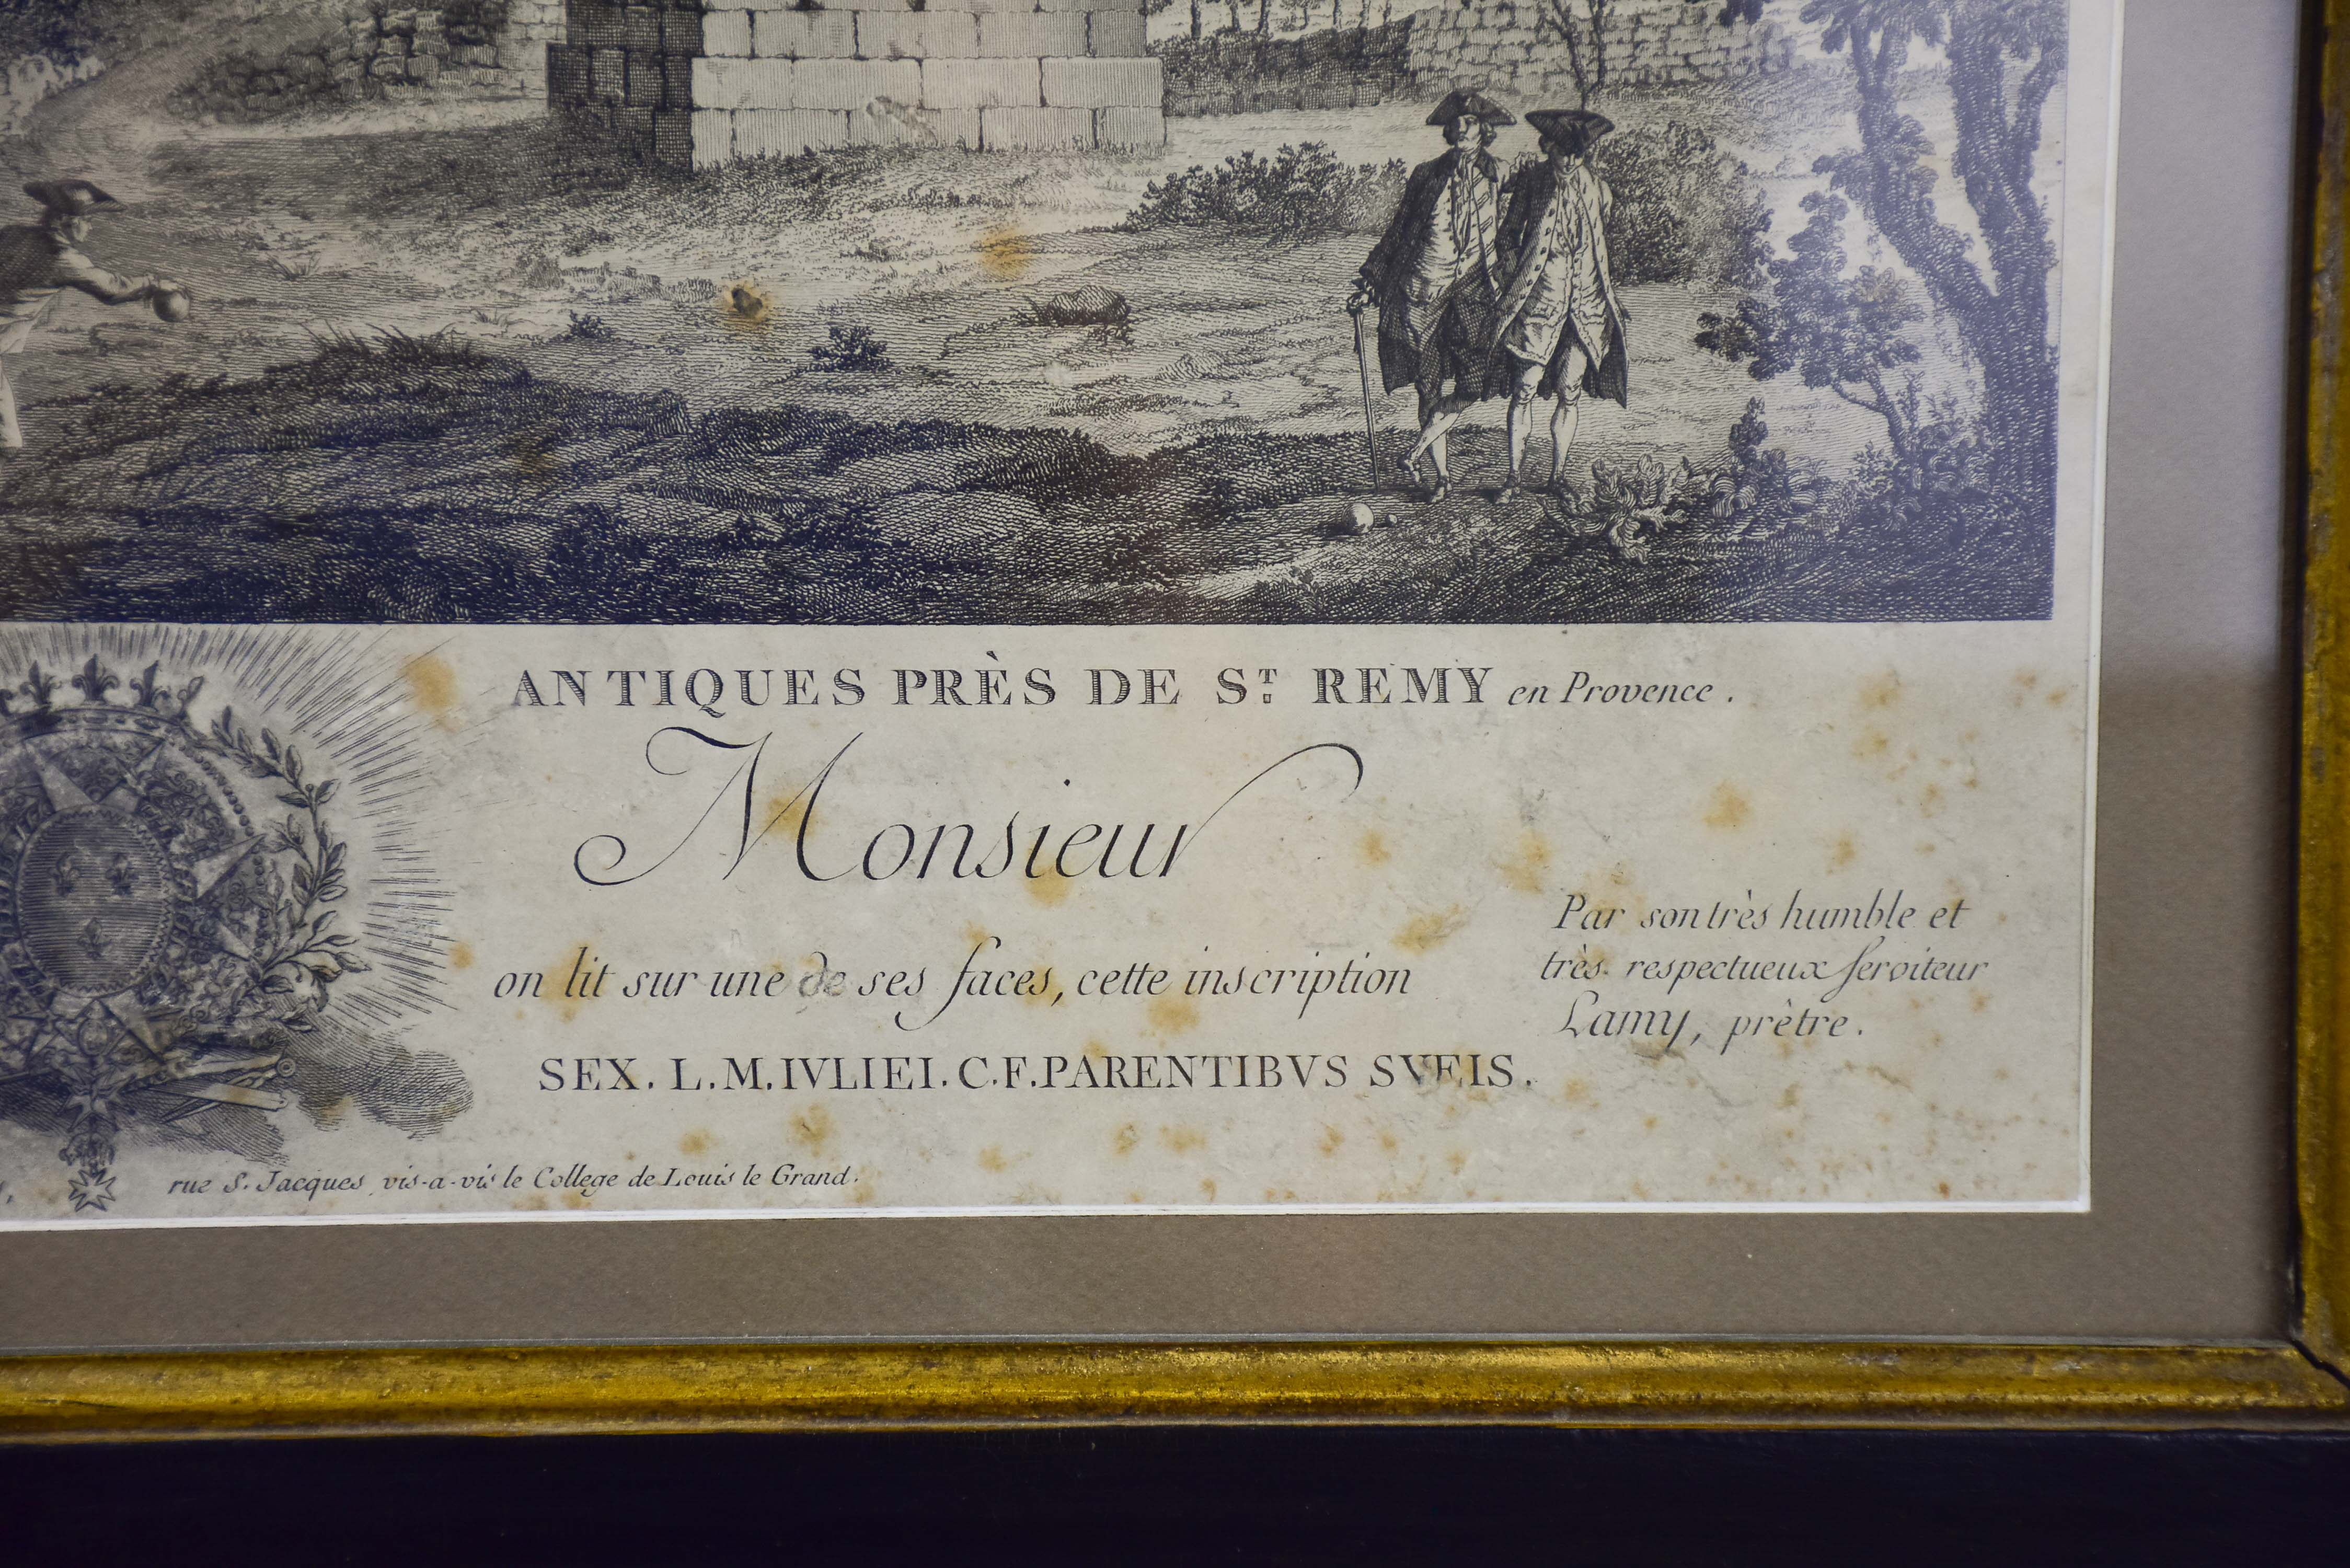 ANTIQUES PRÈS DE ST. REMY en Provence.
Monsieur
on lit sur une de ses faces, cette inscription
SEX. L. M. IVLIEI. C. F. PARENTIBVS SVEIS.
Par son très humble et
très-respectueux serviteur
Lamy, prètre.
rue S. Jacques, vis-a-vis le College de Louis le Grand.